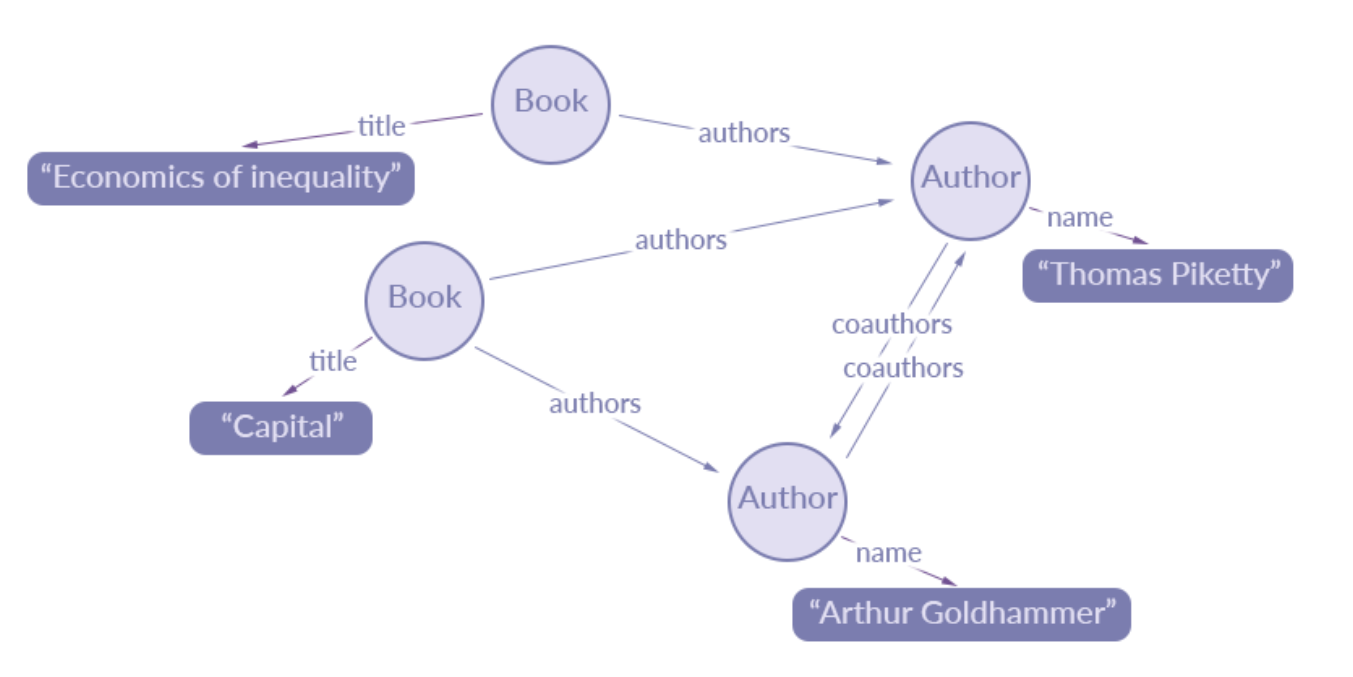 Book
title
authors
“Economics of inequality”
Author
name
authors
“Thomas Piketty”
Book
coauthors
title
coauthors
authors
“Capital”
Author
name
“Arthur Goldhammer”